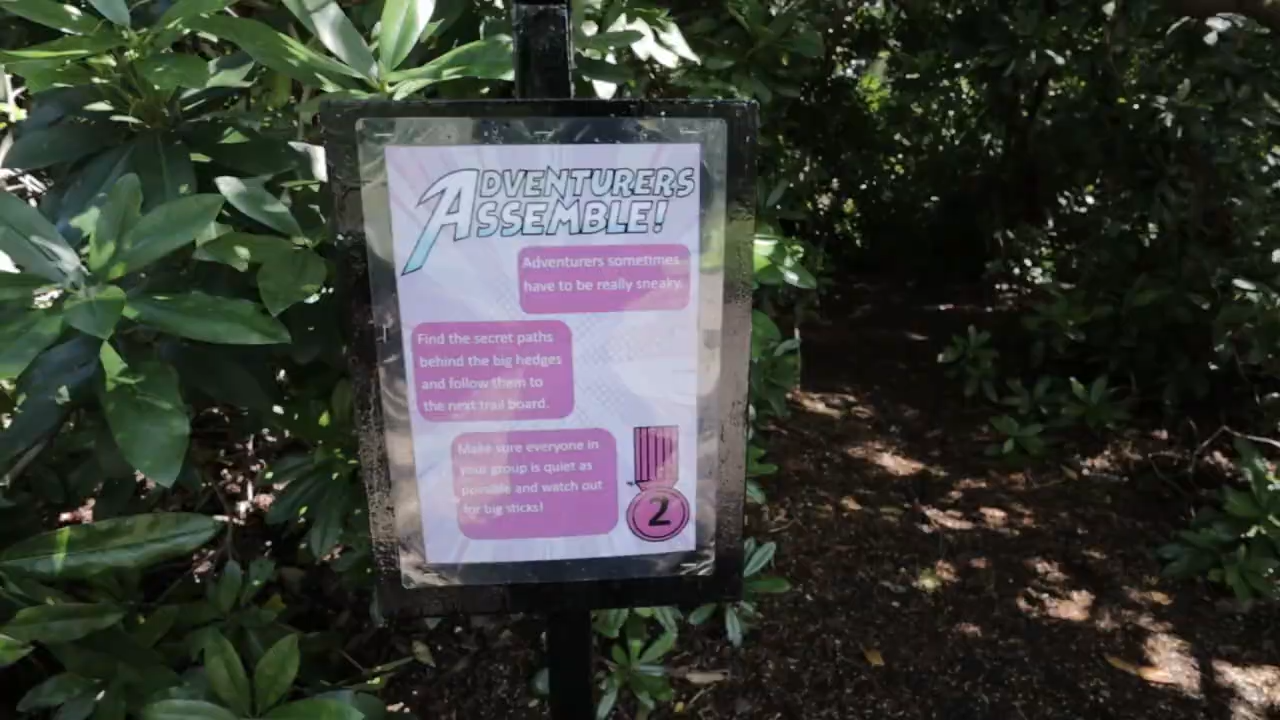 ADVENTURERS
ASSEMBLE!
Adventurers sometimes
have to be really sneaky.
Find the secret paths
behind the big hedges
and follow them to
the next trail board.
Make sure everyone in
your group is quiet as
possible and watch out
for big sticks!
2